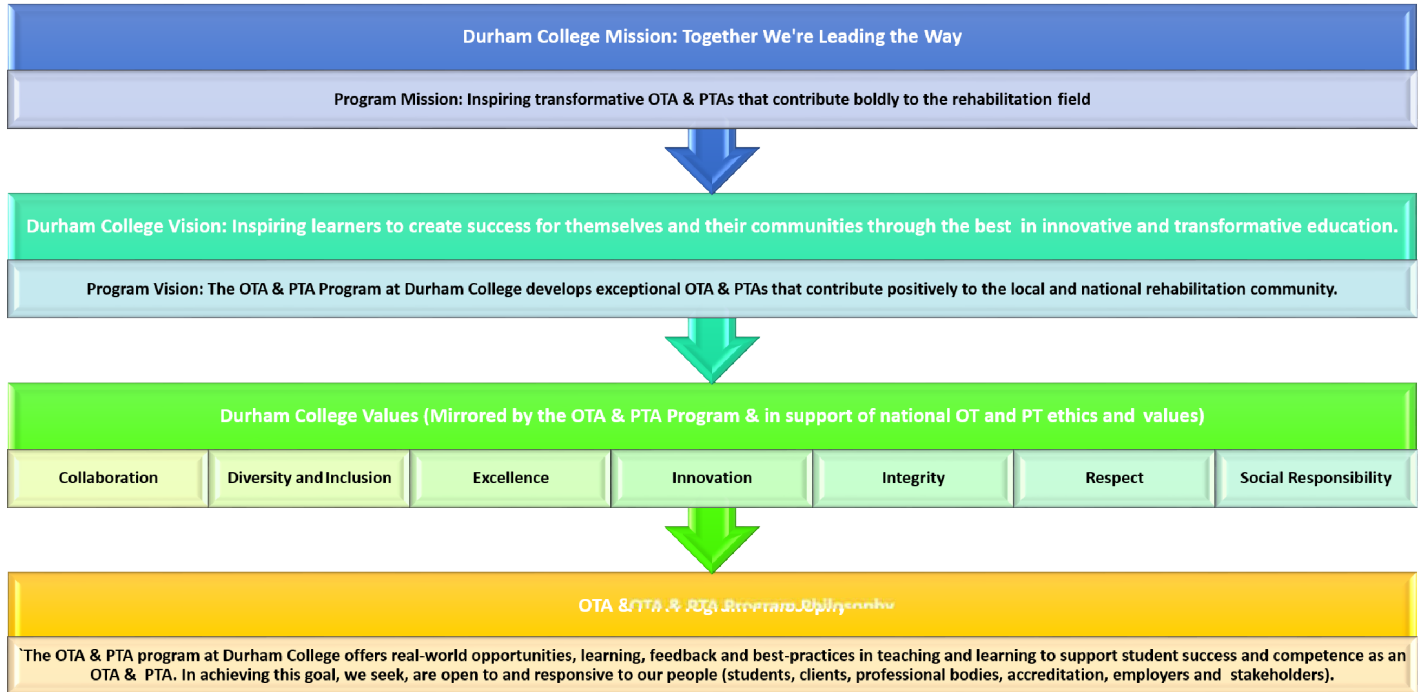 Durham College Mission: Together We're Leading the Way
Program Mission: Inspiring transformative OTA & PTAs that contribute boldly to the rehabilitation field
Durham College Vision: Inspiring learners to create success for themselves and their communities through the best in innovative and transformative education.
Program Vision: The OTA & PTA Program at Durham College develops exceptional OTA & PTAs that contribute positively to the local and national rehabilitation community.
Durham College Values (Mirrored by the OTA & PTA Program & in support of national OT and PT ethics and values)
Collaboration
Diversity and Inclusion
Excellence
Innovation
Integrity
Respect
Social Responsibility
OTA & OTA & PTA Program Philosophy
`The OTA & PTA program at Durham College offers real-world opportunities, learning, feedback and best-practices in teaching and learning to support student success and competence as an
OTA & PTA. In achieving this goal, we seek, are open to and responsive to our people (students, clients, professional bodies, accreditation, employers and stakeholders).